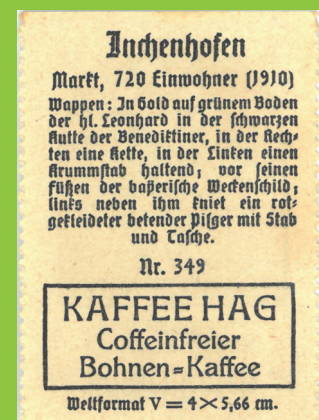 Inchenhofen
Markt, 720 Einwohner (1910)
Wappen: In Gold auf grünem Boden
der hl. Leonhard in der schwarzen
Kutte der Benediktiner, in der Rech-
ten eine Kette, in der Linken einen
Krummstab haltend; vor seinen
Füßen der bayerische Weckenschild;
links neben ihm kniet ein rot-
gekleideter betender Pilger mit Stab
und Tasche.
Nr. 349
KAFFEE HAG
Coffeinfreier
Bohnen-Kaffee
Weltformat V = 4×5,66 cm.